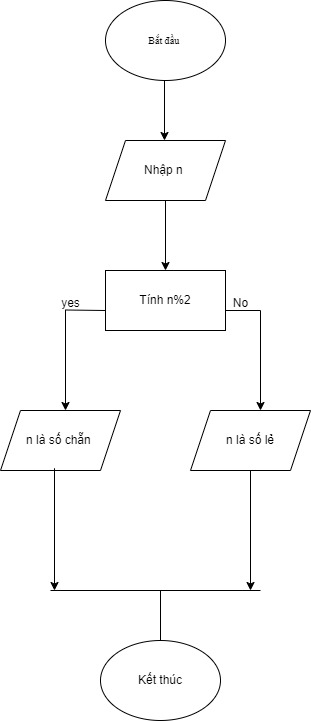 Bắt đầu
Nhập n
Tính n%2
yes
No
n là số chẵn
n là số lẻ
Kết thúc